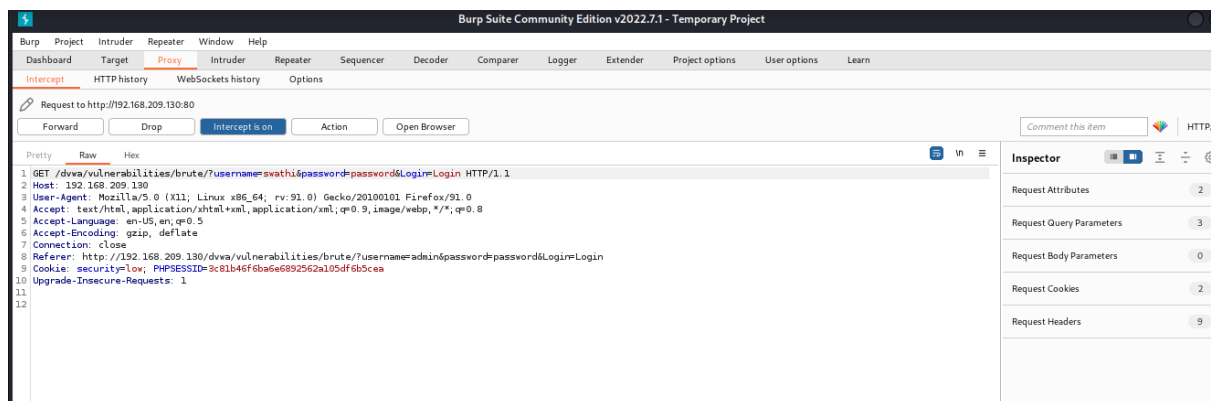 Burp Suite Community Edition v2022.7.1 - Temporary Project
Burp Project Intruder Repeater Window Help
Dashboard Target Proxy Intruder Repeater Sequencer Decoder Comparer Logger Extender Project options User options Learn
Intercept HTTP history WebSockets history Options
Request to http://192.168.209.130:80
Forward Drop Intercept is on Action Open Browser Comment this item HTTP/
Pretty Raw Hex \n Inspector
1 GET /dvwa/vulnerabilities/brute/?username=swathi&password=password&Login=Login HTTP/1.1
2 Host: 192.168.209.130
3 User-Agent: Mozilla/5.0 (X11; Linux x86_64; rv:91.0) Gecko/20100101 Firefox/91.0
4 Accept: text/html,application/xhtml+xml,application/xml;q=0.9,image/webp,*/*;q=0.8
5 Accept-Language: en-US,en;q=0.5
6 Accept-Encoding: gzip, deflate
7 Connection: close
8 Referer: http://192.168.209.130/dvwa/vulnerabilities/brute/?username=admin&password=password&Login=Login
9 Cookie: security=low; PHPSESSID=3c81b46f6ba6e6892562a105df6b5cea
10 Upgrade-Insecure-Requests: 1
11
12
Request Attributes 2
Request Query Parameters 3
Request Body Parameters 0
Request Cookies 2
Request Headers 9